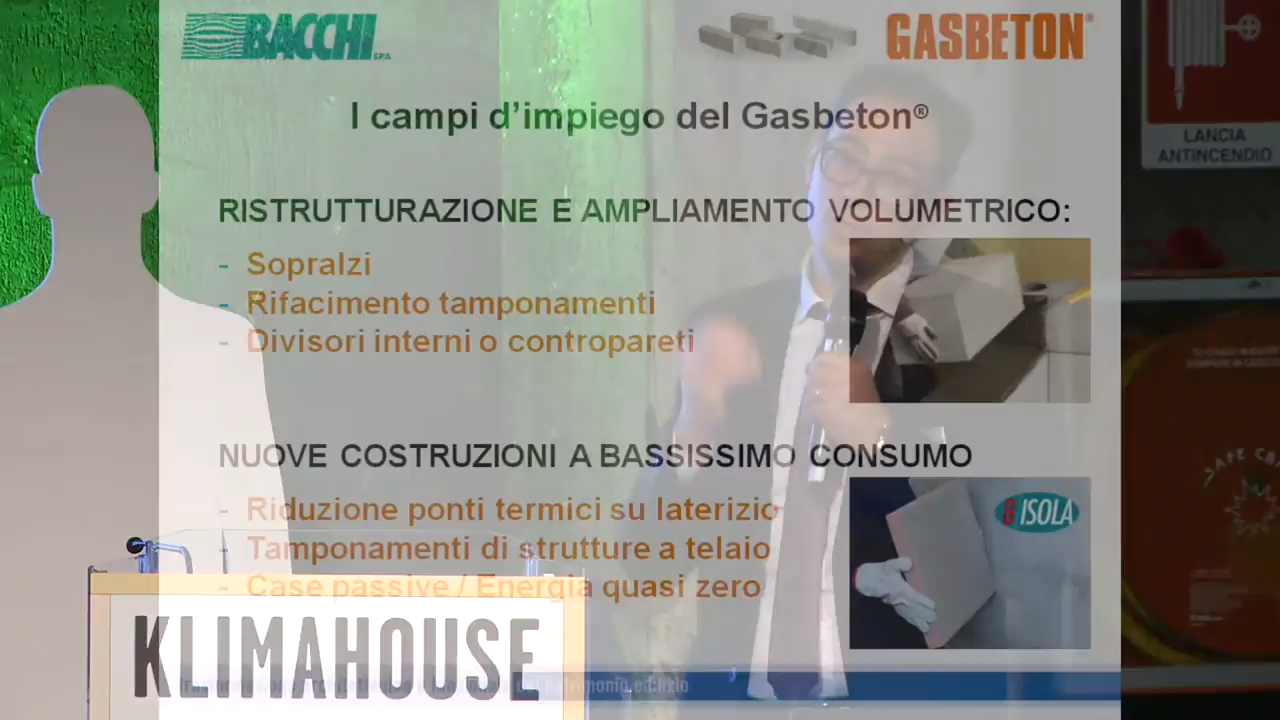 BACCHI SPA
GASBETON®
I campi d'impiego del Gasbeton®
LANCIA
ANTINCENDIO
RISTRUTTURAZIONE E AMPLIAMENTO VOLUMETRICO:
- Sopralzi
- Rifacimento tamponamenti
- Divisori interni o contropareti
NUOVE COSTRUZIONI A BASSISSIMO CONSUMO
- Riduzione ponti termici su laterizio
B ISOLA
- Tamponamenti di strutture a telaio
- Case passive / Energia quasi zero
KLIMAHOUSE
patrimonio edilizio